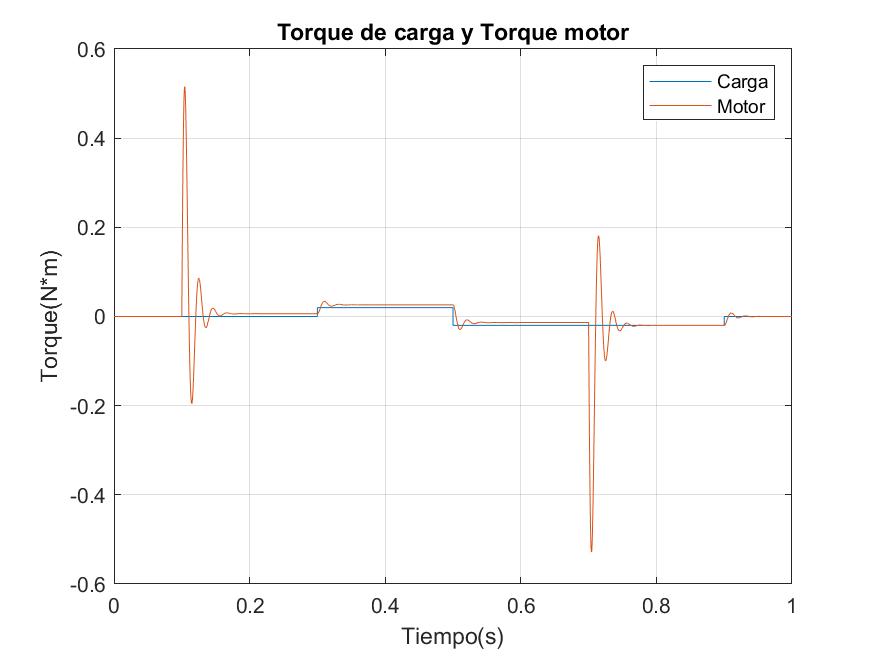 Torque de carga y Torque motor
Carga
Motor
0.6
0.4
0.2
0
-0.2
-0.4
-0.6
Torque(N*m)
0 0.2 0.4 0.6 0.8 1
Tiempo(s)